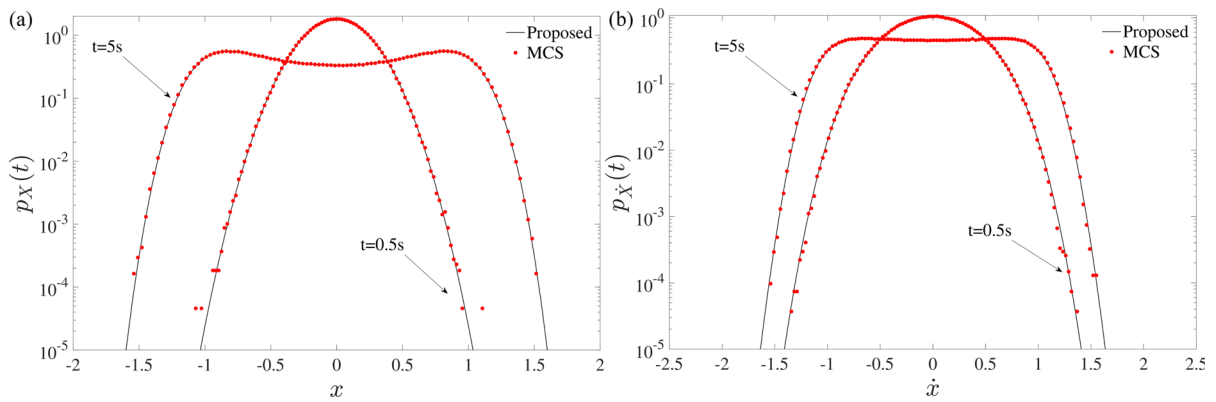 (a)
10^0
10^-1
10^-2
10^-3
10^-4
10^-5
p_X(t)
t=5s
t=0.5s
Proposed
MCS
-2 -1.5 -1 -0.5 0 0.5 1 1.5 2
x
(b)
10^0
10^-1
10^-2
10^-3
10^-4
10^-5
p_Ẋ(t)
t=5s
t=0.5s
Proposed
MCS
-2.5 -2 -1.5 -1 -0.5 0 0.5 1 1.5 2 2.5
ẋ